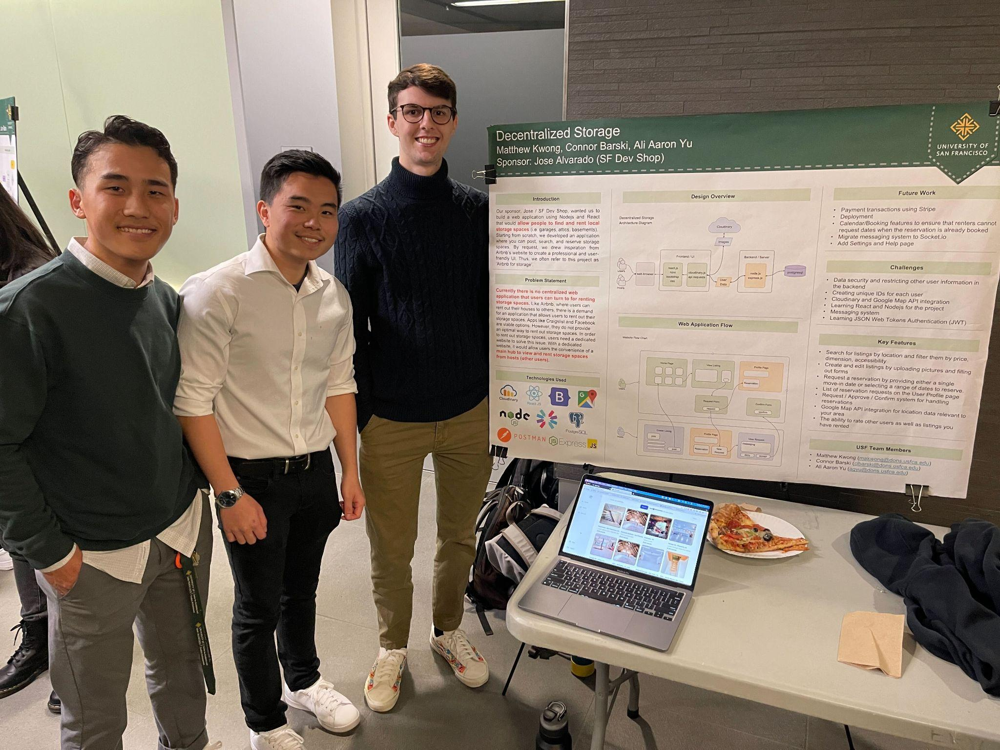 Decentralized Storage
Matthew Kwong, Connor Barski, Ali Aaron Yu
Sponsor: Jose Alvarado (SF Dev Shop)
UNIVERSITY OF
SAN FRANCISCO
Introduction
Our sponsor, Jose / SF Dev Shop, wanted us to
build a web application using Nodejs and React
that would allow people to find and rent local
storage spaces (i.e. garages, attics, basements).
Starting from scratch, we developed an application
where you can post, search, and reserve storage
spaces. By request, we drew inspiration from
Airbnb's website to create a professional and user-
friendly UI. Thus, we often refer to this project as
'Airbnb for storage'.
Problem Statement
Currently there is no centralized web
application that users can turn to for renting
storage spaces. Like Airbnb, where users can
rent out their houses to others, there is a demand
for an application that allows users to rent out their
storage spaces. Apps like Craigslist and Facebook
are viable options. However, they do not provide
an optimal way to rent out storage spaces. In order
to rent out storage spaces, users need a dedicated
website to solve this issue. With a dedicated
website, it would allow users the convenience of a
main hub to view and rent storage spaces
from hosts (other users).
Technologies Used
Cloudinary
React JS
B
G
node
JS
PostgreSQL
POSTMAN
JS Express JS
Design Overview
Decentralized Storage
Architecture Diagram
Cloudinary
Images
Frontend / UI
Backend / Server
Users
Hosts
web browser
react.js
html
bootstrap
css
cloudinary.js
api requests
User
Data
node.js
express.js
postgresql
Web Application Flow
Website Flow Chart
Users
Home Page
View Listing
Profile Page
Reservation
Request Form
request
Confirm Form
confirm
Hosts
Create Listing
pics
post
Profile Page
Reservation
New
Request
View Request
messaging
deny
accept
Future Work
• Payment transactions using Stripe
• Deployment
• Calendar/Booking features to ensure that renters cannot
request dates when the reservation is already booked
• Migrate messaging system to Socket.io
• Add Settings and Help page
Challenges
• Data security and restricting other user information in
the backend
• Creating unique IDs for each user
• Cloudinary and Google Map API integration
• Learning React and Nodejs for the project
• Messaging system
• Learning JSON Web Tokens Authentication (JWT)
Key Features
• Search for listings by location and filter them by price,
dimension, accessibility
• Create and edit listings by uploading pictures and filling
out forms
• Request a reservation by providing either a single
move-in date or selecting a range of dates to reserve.
• List of reservation requests on the User Profile page
• Request / Approve / Confirm system for handling
reservations
• Google Map API integration for location data relevant to
your area
• The ability to rate other users as well as listings you
have rented
USF Team Members
• Matthew Kwong (makwong@dons.usfca.edu)
• Connor Barski (cjbarski@dons.usfca.edu)
• Ali Aaron Yu (agyu@dons.usfca.edu)
MacBook Pro
UNIVERSITY OF
SAN FRANCISCO